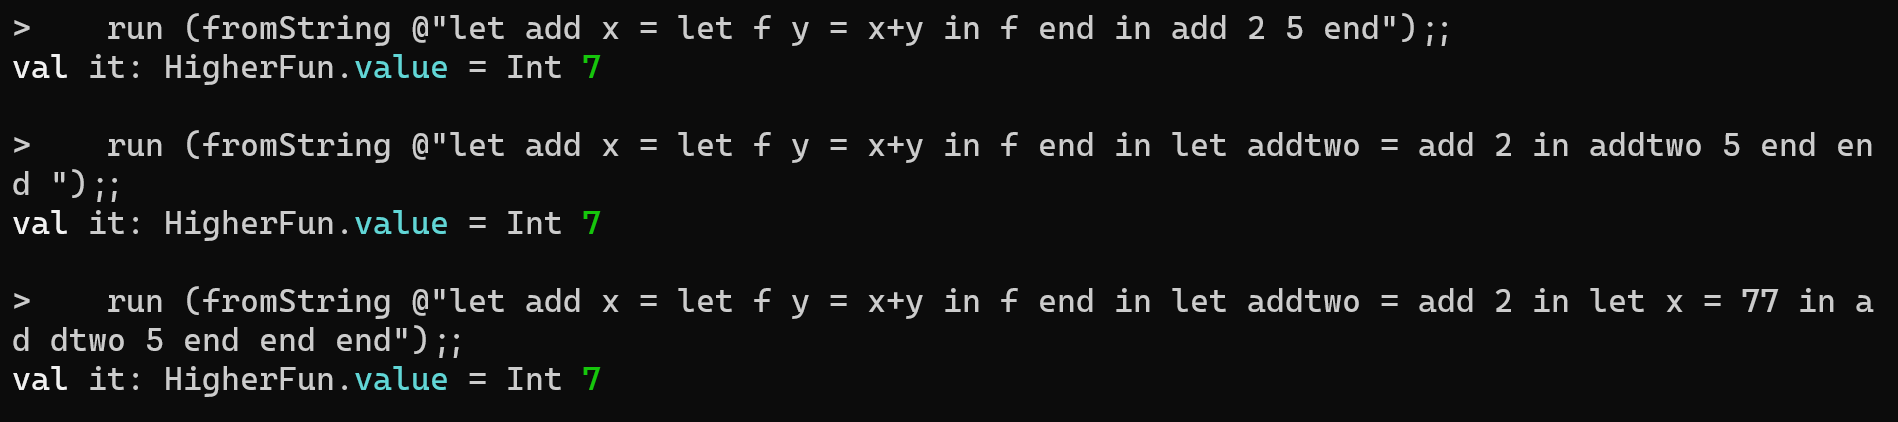 >    run (fromString @"let add x = let f y = x+y in f end in add 2 5 end");;
val it: HigherFun.value = Int 7
>    run (fromString @"let add x = let f y = x+y in f end in let addtwo = add 2 in addtwo 5 end en
d ");;
val it: HigherFun.value = Int 7
>    run (fromString @"let add x = let f y = x+y in f end in let addtwo = add 2 in let x = 77 in a
d dtwo 5 end end end");;
val it: HigherFun.value = Int 7